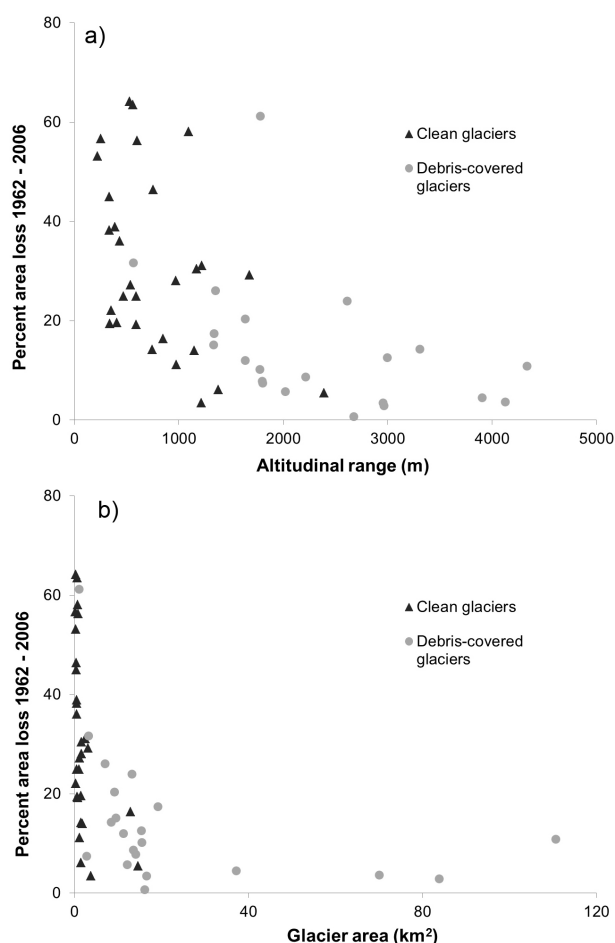 a)
Percent area loss 1962 - 2006
80
60
40
20
0
Clean glaciers
Debris-covered
glaciers
0 1000 2000 3000 4000 5000
Altitudinal range (m)
b)
Percent area loss 1962 - 2006
80
60
40
20
0
Clean glaciers
Debris-covered
glaciers
0 40 80 120
Glacier area (km²)